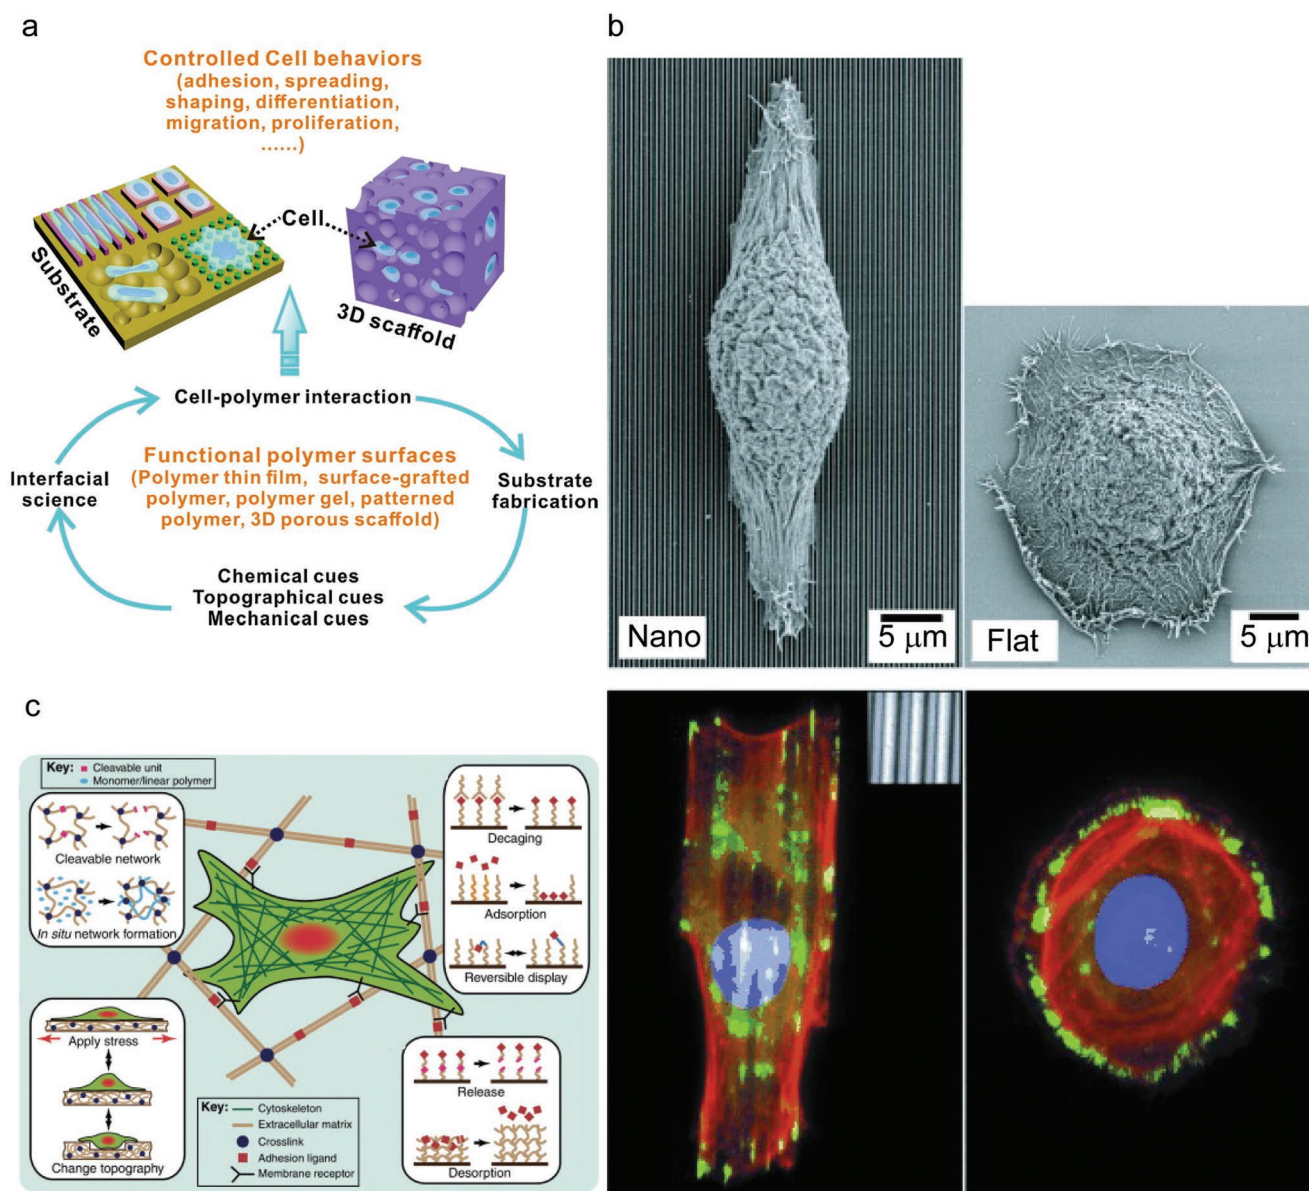 a
Controlled Cell behaviors
(adhesion, spreading,
shaping, differentiation,
migration, proliferation,
......)
Cell
Substrate
3D scaffold
Cell-polymer interaction
Interfacial
science
Functional polymer surfaces
(Polymer thin film, surface-grafted
polymer, polymer gel, patterned
polymer, 3D porous scaffold)
Substrate
fabrication
Chemical cues
Topographical cues
Mechanical cues
b
Nano
5 μm
Flat
5 μm
c
Key:
Cleavable unit
Monomer/linear polymer
Cleavable network
In situ network formation
Decaging
Adsorption
Reversible display
Apply stress
Change topography
Key:
Cytoskeleton
Extracellular matrix
Crosslink
Adhesion ligand
Membrane receptor
Release
Desorption